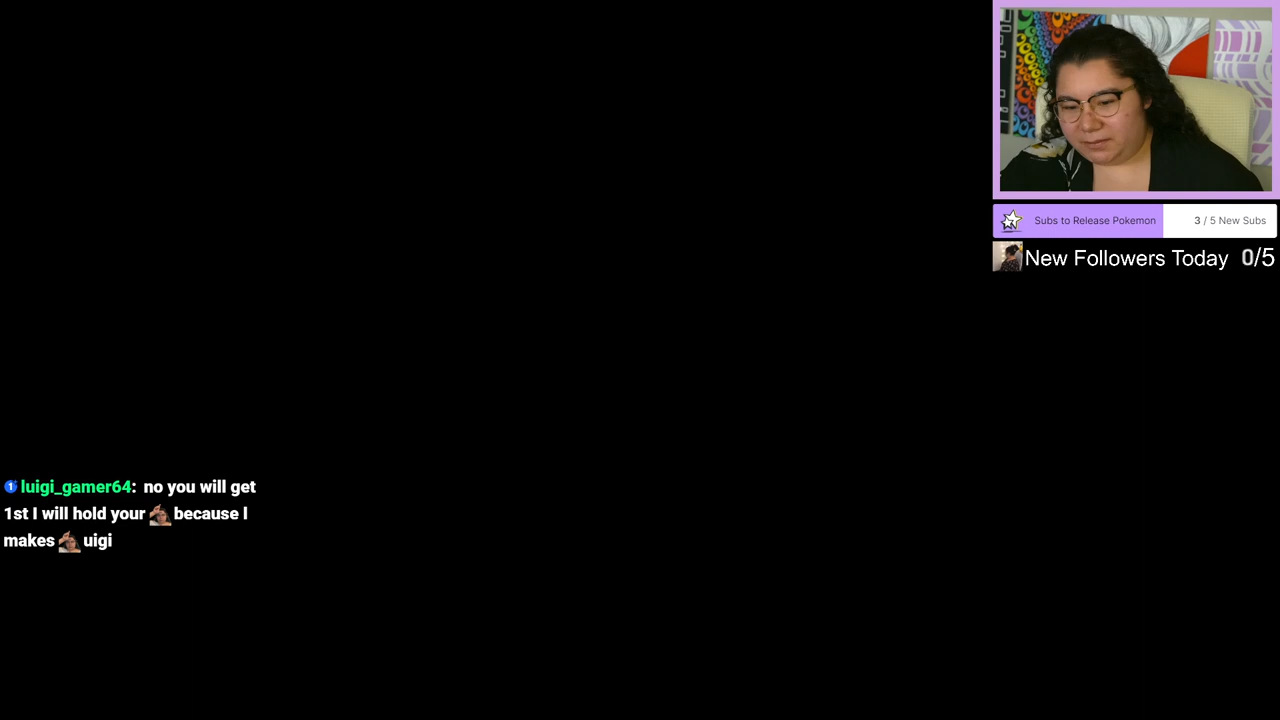 Subs to Release Pokemon 3 / 5 New Subs
New Followers Today 0/5
1 luigi_gamer64: no you will get
1st I will hold your because I
makes uigi